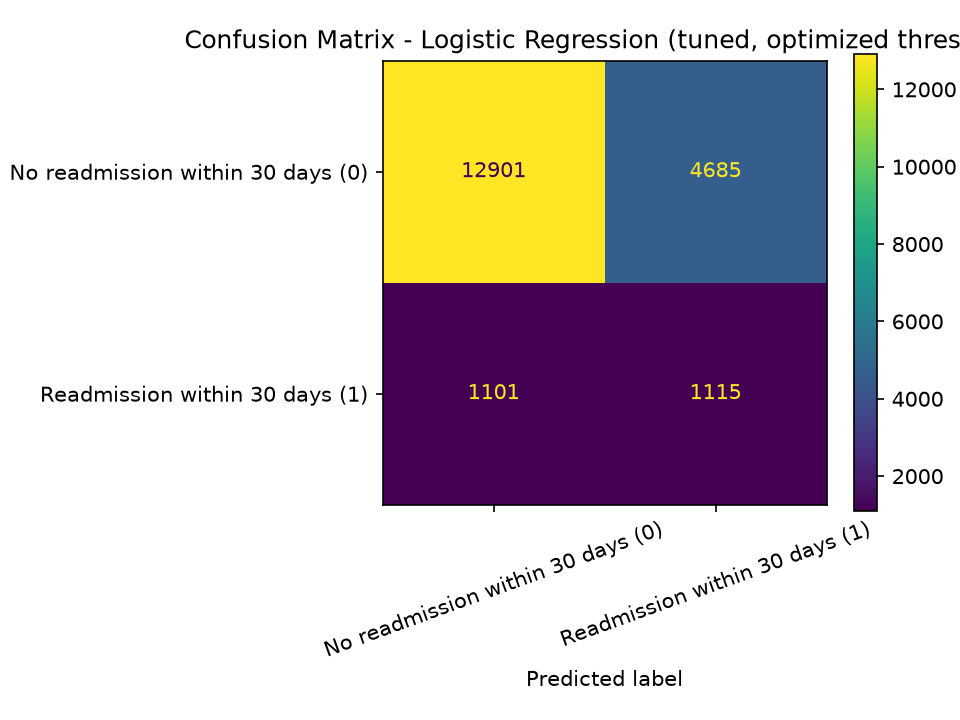 Confusion Matrix - Logistic Regression (tuned, optimized thres
No readmission within 30 days (0)
12901
4685
Readmission within 30 days (1)
1101
1115
12000
10000
8000
6000
4000
2000
No readmission within 30 days (0)
Readmission within 30 days (1)
Predicted label